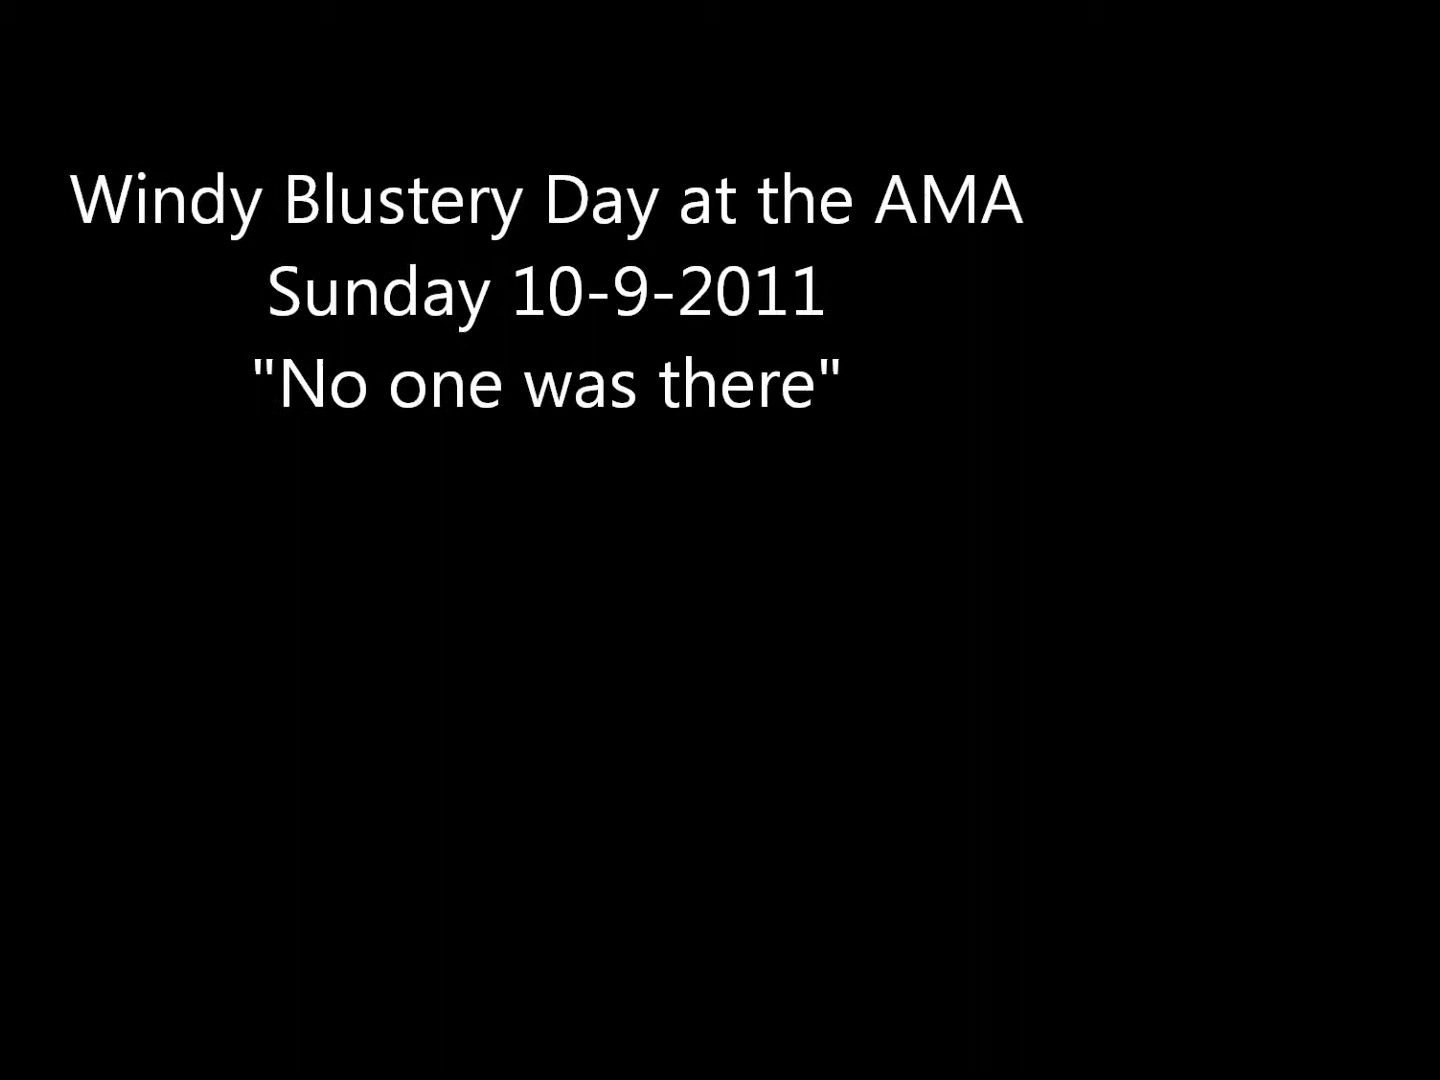 Windy Blustery Day at the AMA
Sunday 10-9-2011
"No one was there"